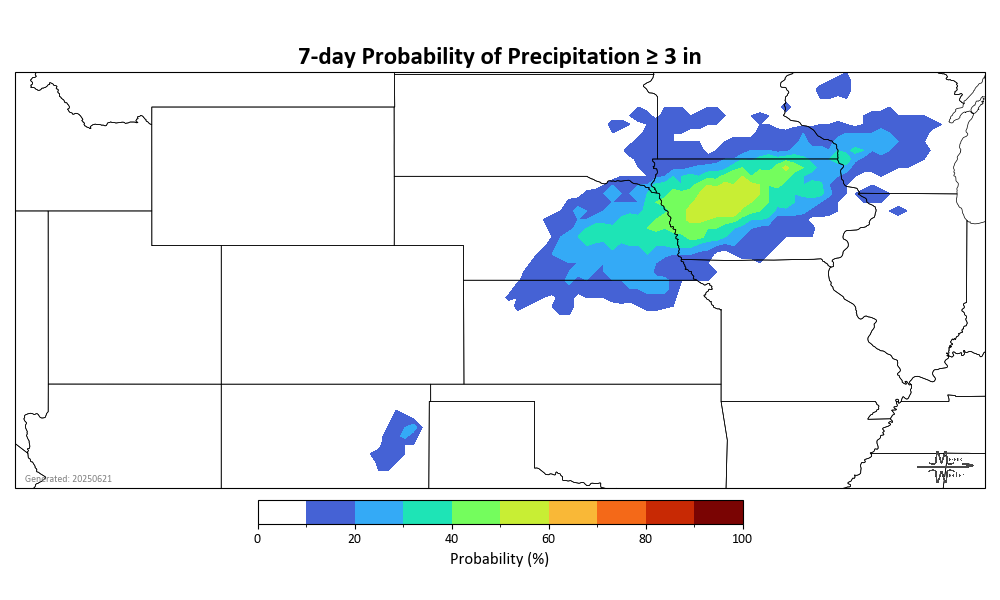 7-day Probability of Precipitation ≥ 3 in
Generated: 20250621
0 20 40 60 80 100
Probability (%)